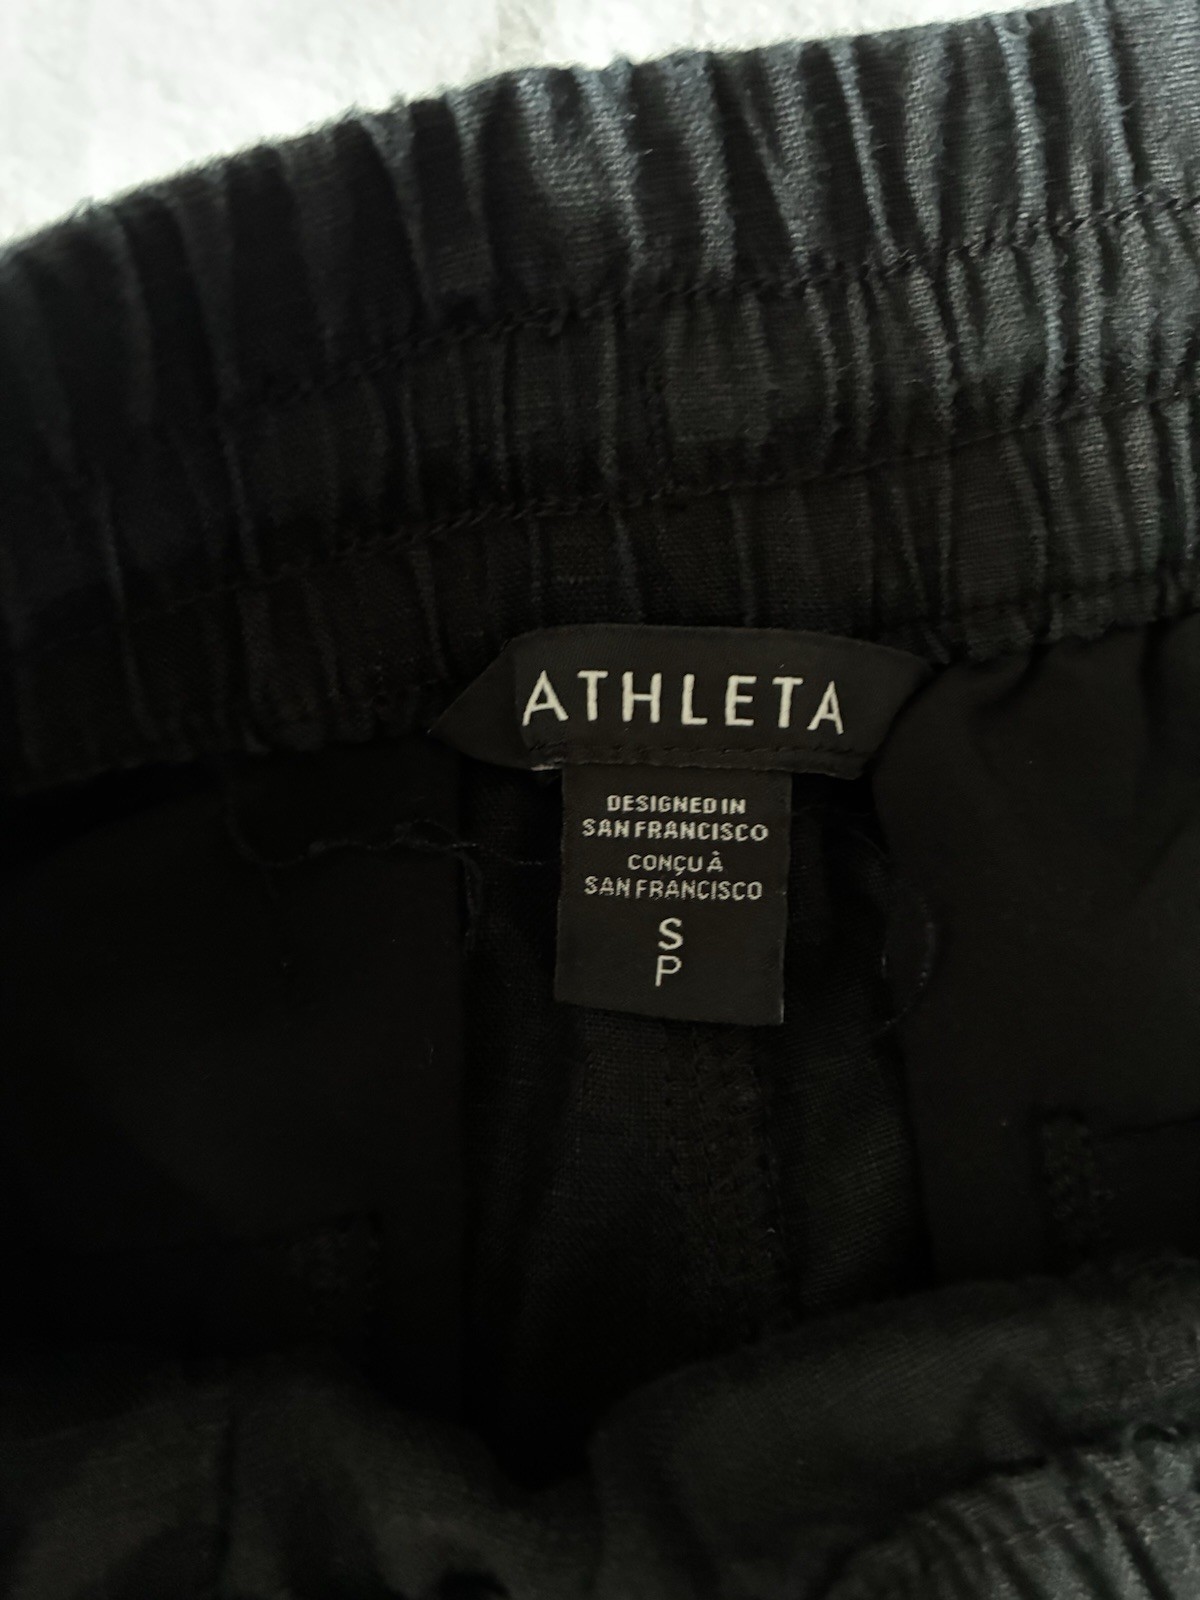 ATHLETA
DESIGNED IN
SAN FRANCISCO
CONÇU À
SAN FRANCISCO
S
P